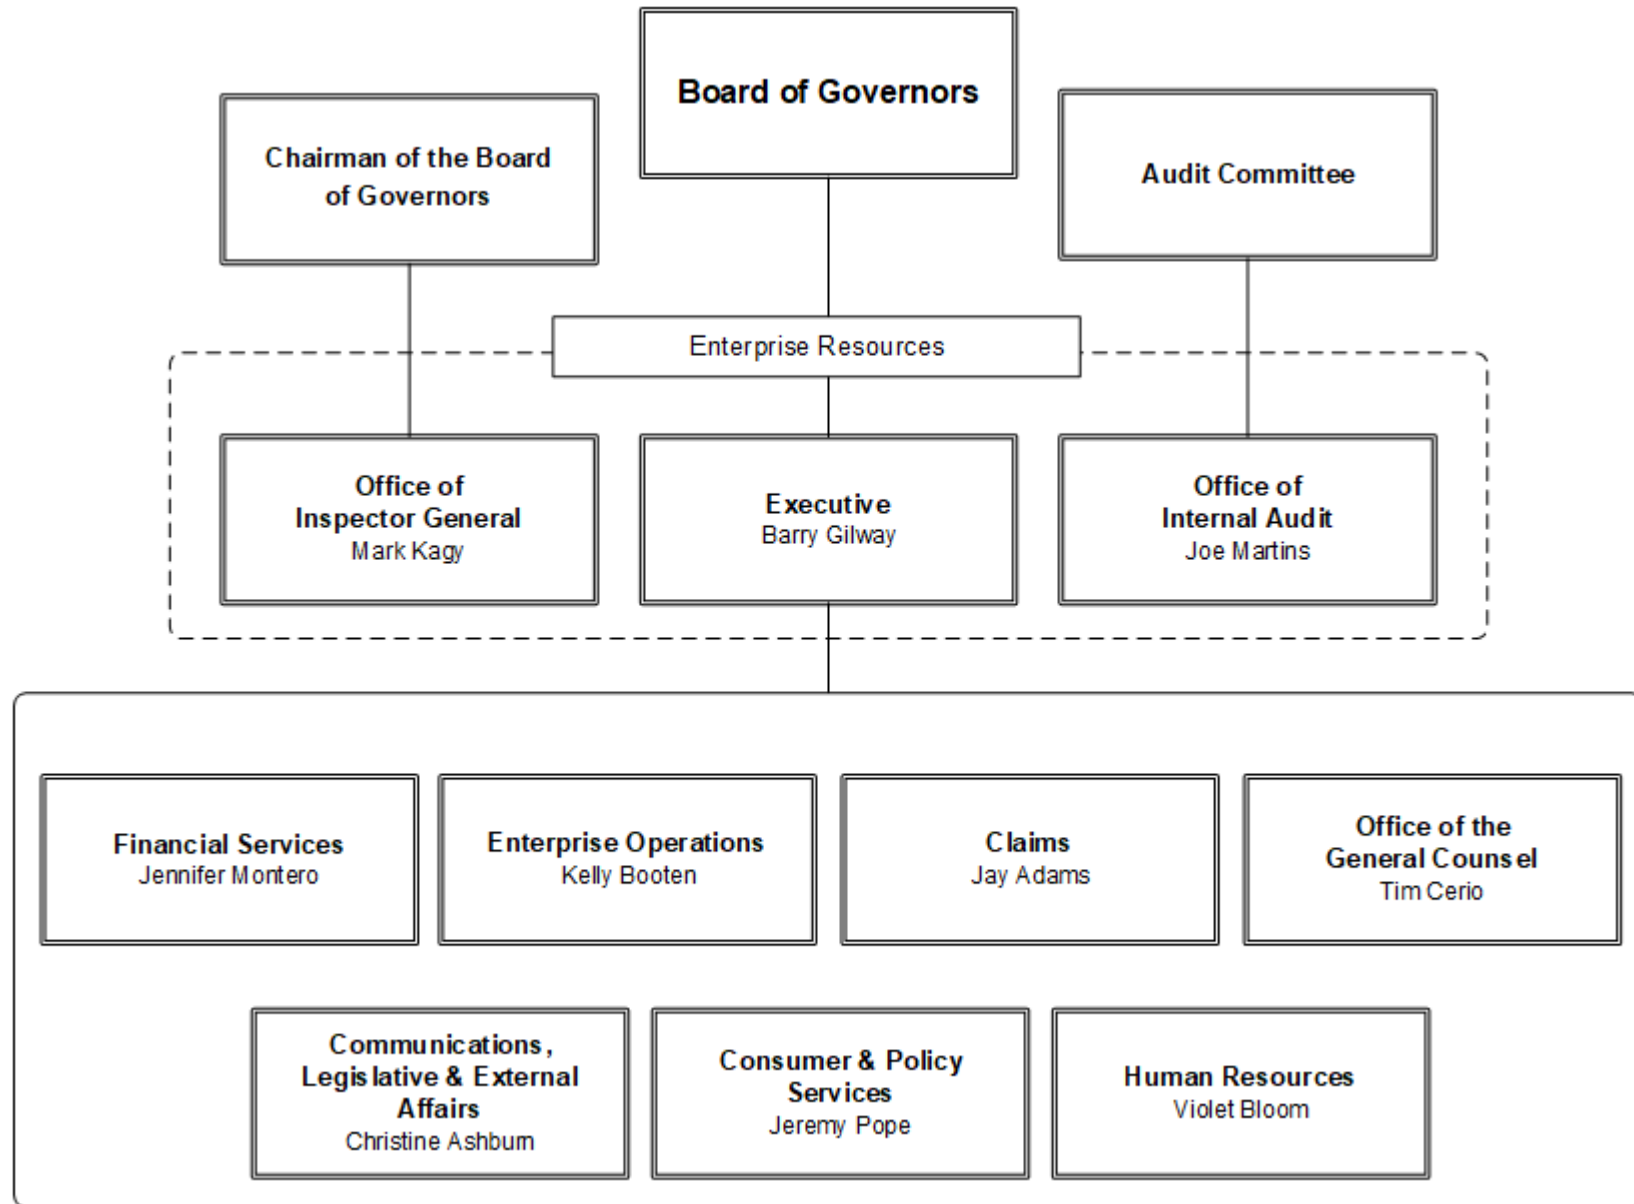 Board of Governors
Chairman of the Board
of Governors
Audit Committee
Enterprise Resources
Office of
Inspector General
Mark Kagy
Executive
Barry Gilway
Office of
Internal Audit
Joe Martins
Financial Services
Jennifer Montero
Enterprise Operations
Kelly Booten
Claims
Jay Adams
Office of the
General Counsel
Tim Cerio
Communications,
Legislative & External
Affairs
Christine Ashburn
Consumer & Policy
Services
Jeremy Pope
Human Resources
Violet Bloom